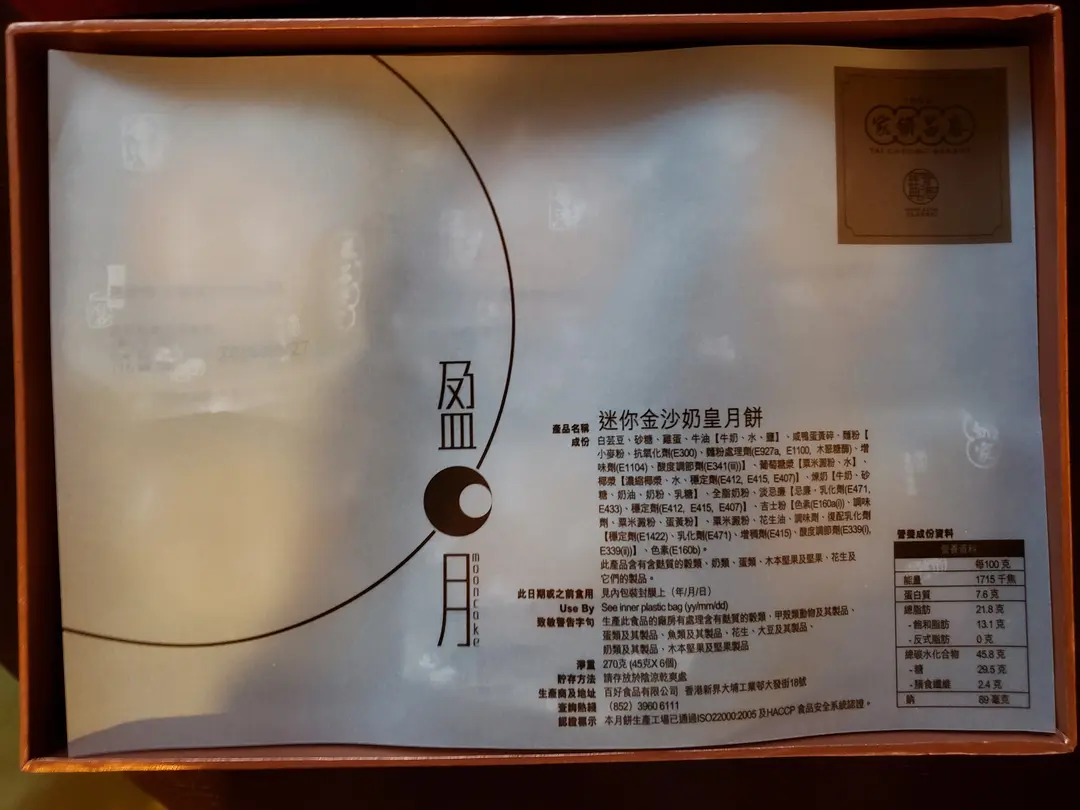 盈
月
mooncake
產品名稱 迷你金沙奶皇月餅
成份 白芸豆、砂糖、雞蛋、牛油【牛奶、水、鹽】、咸鴨蛋黃碎、麵粉【
小麥粉、抗氧化劑(E300)、麵粉處理劑(E927a, E1100, 木聚糖酶)、增
味劑(E1104)、酸度調節劑(E341(iii))】、葡萄糖漿【粟米澱粉、水】、
椰漿【濃縮椰漿、水、穩定劑(E412, E415, E407)】、煉奶【牛奶、砂
糖、奶油、奶粉、乳糖】、全脂奶粉、淡忌廉【忌廉、乳化劑(E471,
E433)、穩定劑(E412, E415, E407)】、吉士粉【色素(E160a(i))、調味
劑、粟米澱粉、蛋黃粉】、粟米澱粉、花生油、調味劑、復配乳化劑
【穩定劑(E1422)、乳化劑(E471)、增稠劑(E415)、酸度調節劑(E339(i),
E339(ii))】、色素(E160b)。
此產品含有含麩質的穀類、奶類、蛋類、木本堅果及堅果、花生及
它們的製品。
此日期或之前食用 見內包裝封膜上（年/月/日）
Use By See inner plastic bag (yy/mm/dd)
致敏警告字句 生產此食品的廠房有處理含有麩質的穀類、甲殼類動物及其製品、
蛋類及其製品、魚類及其製品、花生、大豆及其製品、
奶類及其製品、木本堅果及堅果製品
淨重 270克 (45克X 6個)
貯存方法 請存放於陰涼乾爽處
生產商及地址 百好食品有限公司 香港新界大埔工業邨大發街18號
查詢熱綫 （852）3960 6111
認證標示 本月餅生產工場已通過ISO22000:2005 及HACCP 食品安全系統認證。
營養成份資料
營養資料
每100 克
能量 1715 千焦
蛋白質 7.6 克
總脂肪 21.8 克
- 飽和脂肪 13.1 克
- 反式脂肪 0 克
總碳水化合物 45.8 克
- 糖 29.5 克
- 膳食纖維 2.4 克
鈉 89 毫克